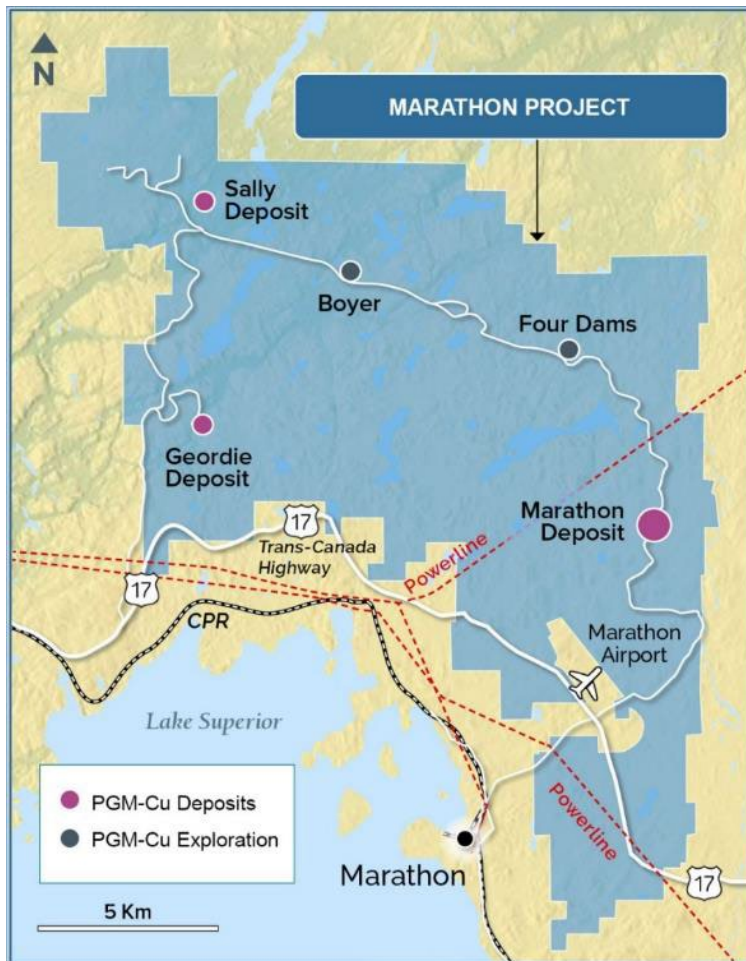 N
MARATHON PROJECT
Sally
Deposit
Boyer
Four Dams
Geordie
Deposit
Marathon
Deposit
17
Trans-Canada
Highway
Powerline
17
CPR
Marathon
Airport
Lake Superior
PGM-Cu Deposits
PGM-Cu Exploration
Powerline
Marathon
17
5 Km